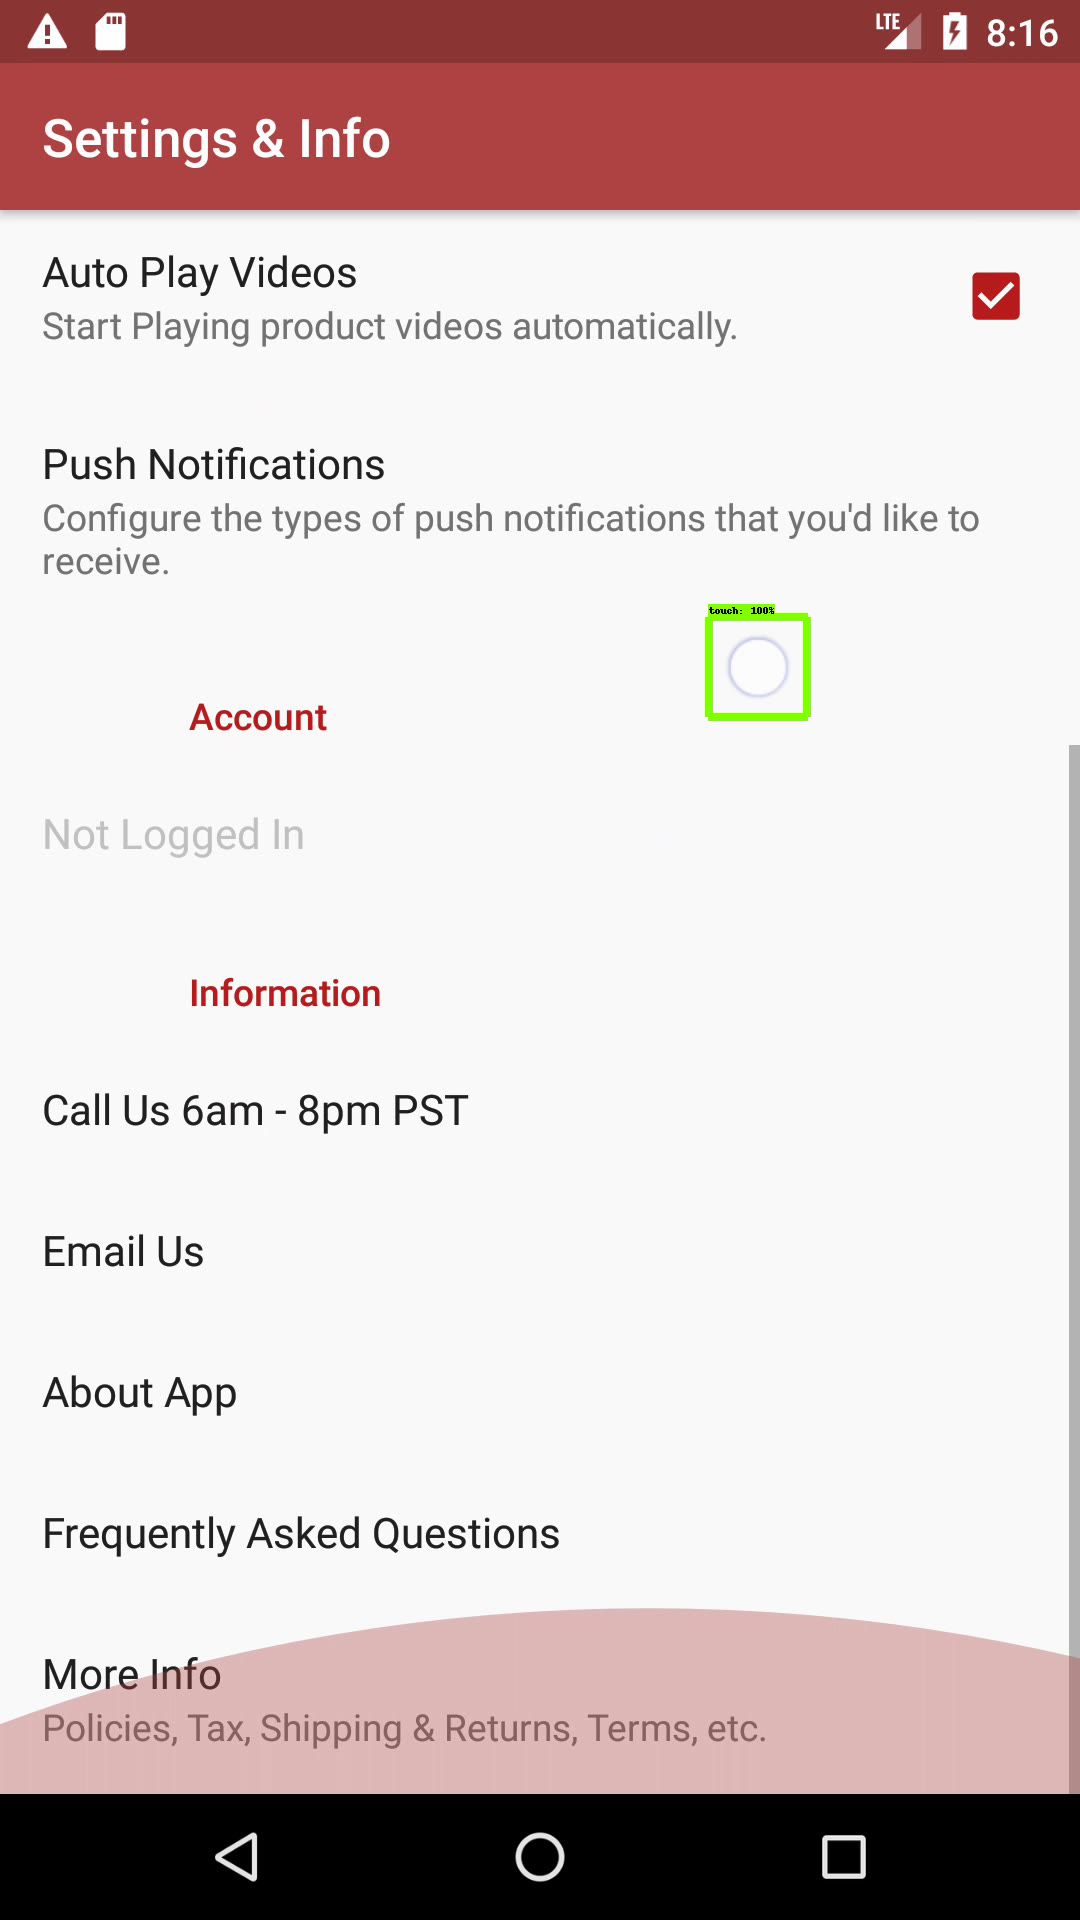 LTE 8:16
Settings & Info
Auto Play Videos
Start Playing product videos automatically.
Push Notifications
Configure the types of push notifications that you'd like to
receive.
touch: 100%
Account
Not Logged In
Information
Call Us 6am - 8pm PST
Email Us
About App
Frequently Asked Questions
More Info
Policies, Tax, Shipping & Returns, Terms, etc.